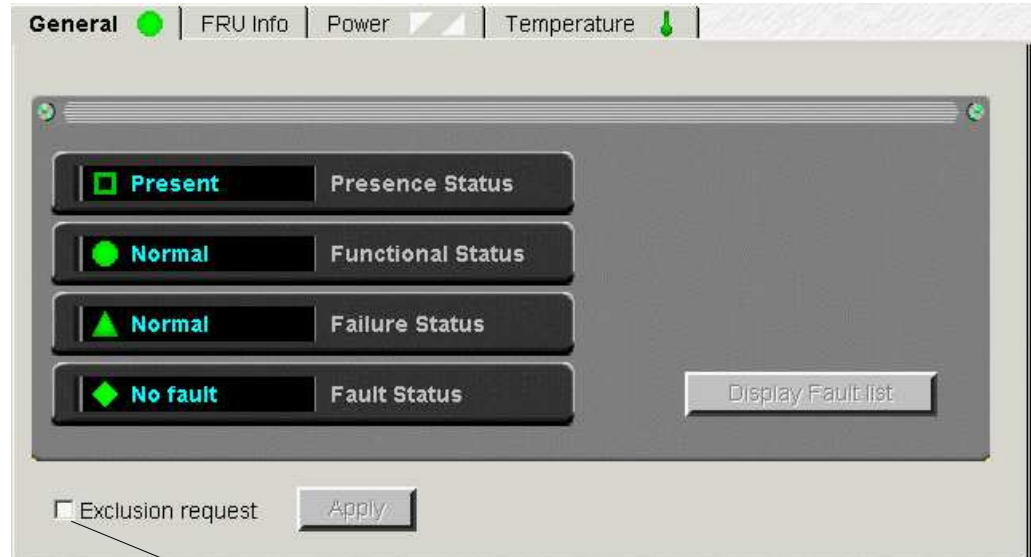 General FRU Info Power Temperature
Present Presence Status
Normal Functional Status
Normal Failure Status
No fault Fault Status
Display Fault list
Exclusion request Apply